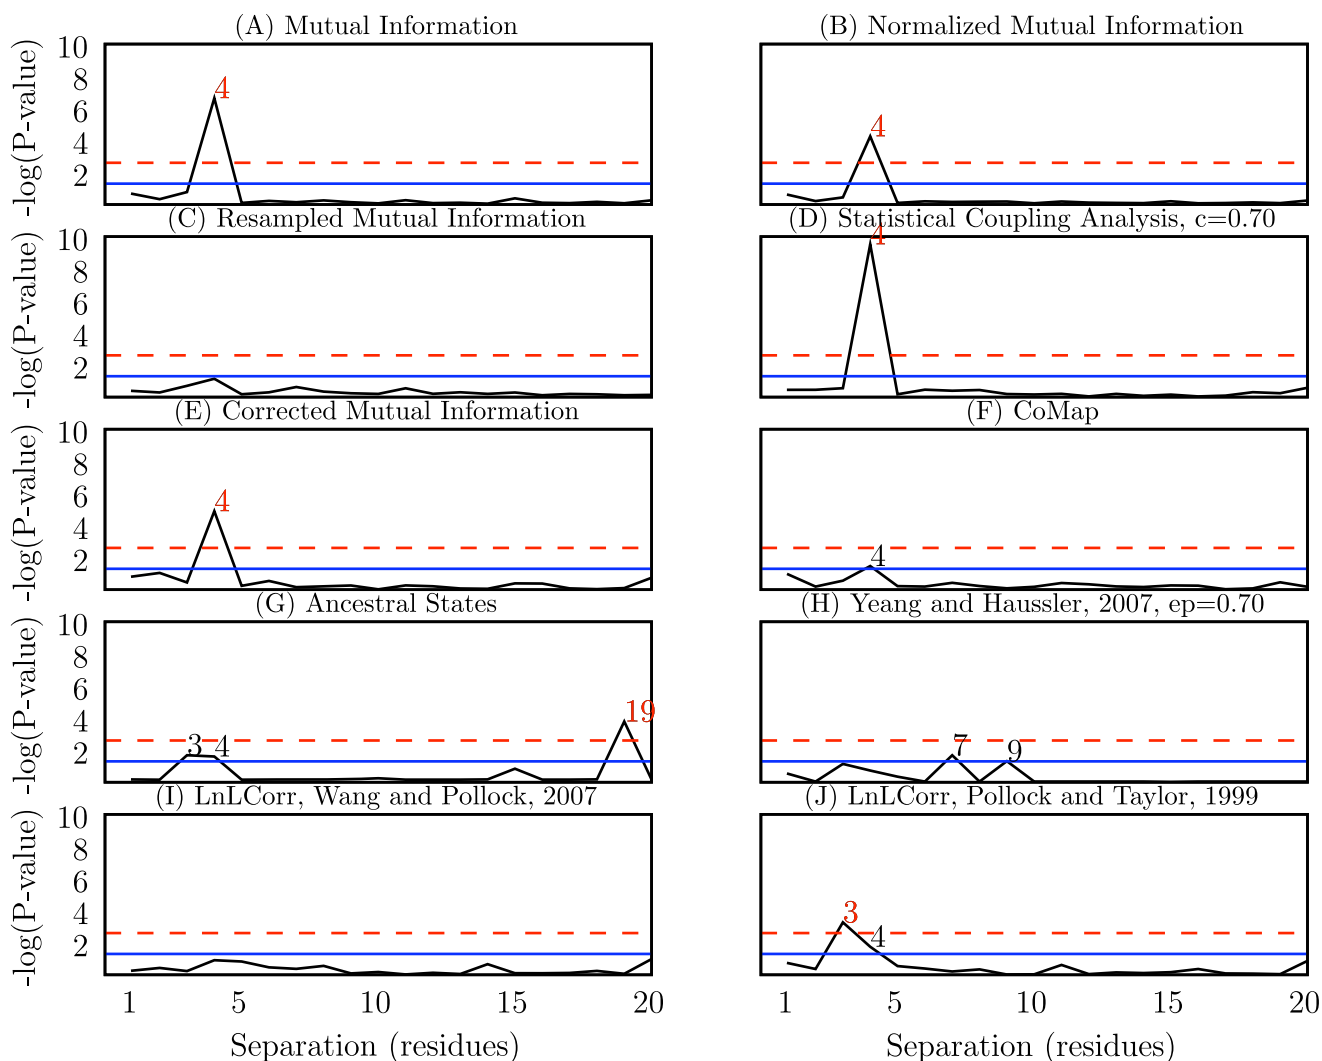 (A) Mutual Information
(B) Normalized Mutual Information
-log(P-value)
10
8
6
4
2
4
4
(C) Resampled Mutual Information
(D) Statistical Coupling Analysis, c=0.70
-log(P-value)
10
8
6
4
2
4
(E) Corrected Mutual Information
(F) CoMap
-log(P-value)
10
8
6
4
2
4
4
(G) Ancestral States
(H) Yeang and Haussler, 2007, ep=0.70
-log(P-value)
10
8
6
4
2
3
4
19
7
9
(I) LnLCorr, Wang and Pollock, 2007
(J) LnLCorr, Pollock and Taylor, 1999
-log(P-value)
10
8
6
4
2
3
4
1 5 10 15 20
1 5 10 15 20
Separation (residues)
Separation (residues)